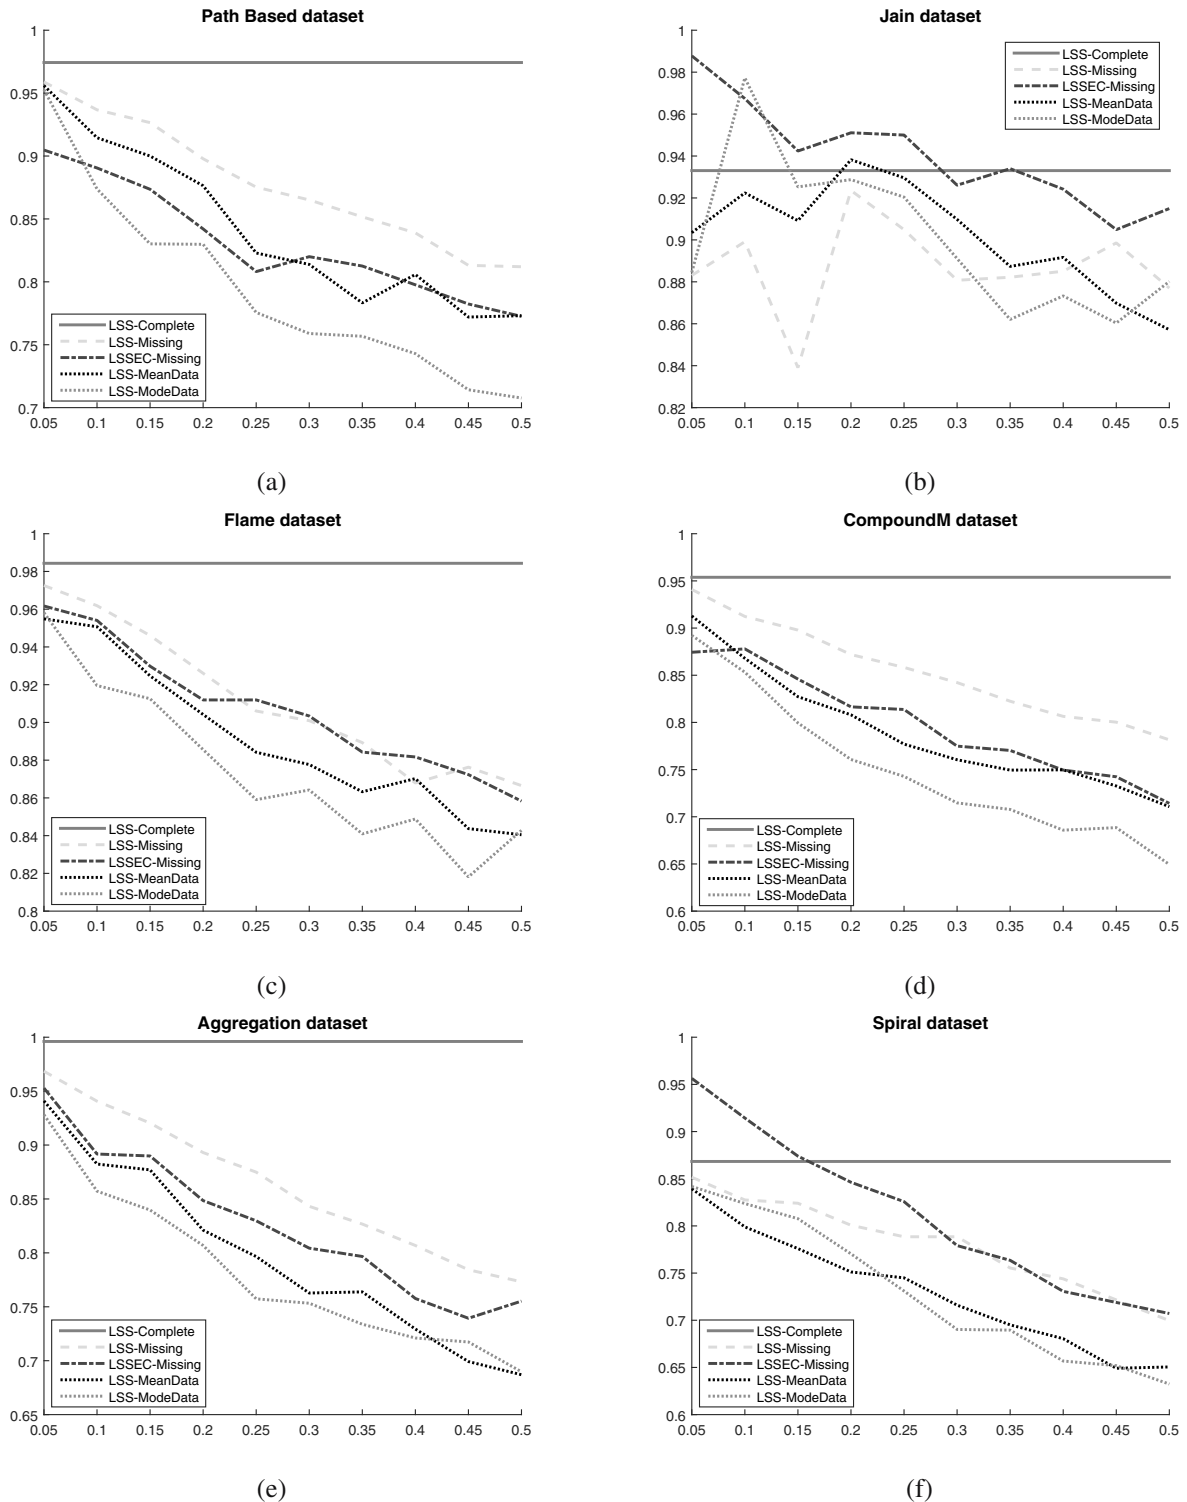 Path Based dataset
1
0.95
0.9
0.85
0.8
0.75
0.7
LSS-Complete
LSS-Missing
LSSEC-Missing
LSS-MeanData
LSS-ModeData
0.05 0.1 0.15 0.2 0.25 0.3 0.35 0.4 0.45 0.5
(a)
Jain dataset
1
0.98
0.96
0.94
0.92
0.9
0.88
0.86
0.84
0.82
LSS-Complete
LSS-Missing
LSSEC-Missing
LSS-MeanData
LSS-ModeData
0.05 0.1 0.15 0.2 0.25 0.3 0.35 0.4 0.45 0.5
(b)
Flame dataset
1
0.98
0.96
0.94
0.92
0.9
0.88
0.86
0.84
0.82
0.8
LSS-Complete
LSS-Missing
LSSEC-Missing
LSS-MeanData
LSS-ModeData
0.05 0.1 0.15 0.2 0.25 0.3 0.35 0.4 0.45 0.5
(c)
CompoundM dataset
1
0.95
0.9
0.85
0.8
0.75
0.7
0.65
0.6
LSS-Complete
LSS-Missing
LSSEC-Missing
LSS-MeanData
LSS-ModeData
0.05 0.1 0.15 0.2 0.25 0.3 0.35 0.4 0.45 0.5
(d)
Aggregation dataset
1
0.95
0.9
0.85
0.8
0.75
0.7
0.65
LSS-Complete
LSS-Missing
LSSEC-Missing
LSS-MeanData
LSS-ModeData
0.05 0.1 0.15 0.2 0.25 0.3 0.35 0.4 0.45 0.5
(e)
Spiral dataset
1
0.95
0.9
0.85
0.8
0.75
0.7
0.65
0.6
LSS-Complete
LSS-Missing
LSSEC-Missing
LSS-MeanData
LSS-ModeData
0.05 0.1 0.15 0.2 0.25 0.3 0.35 0.4 0.45 0.5
(f)